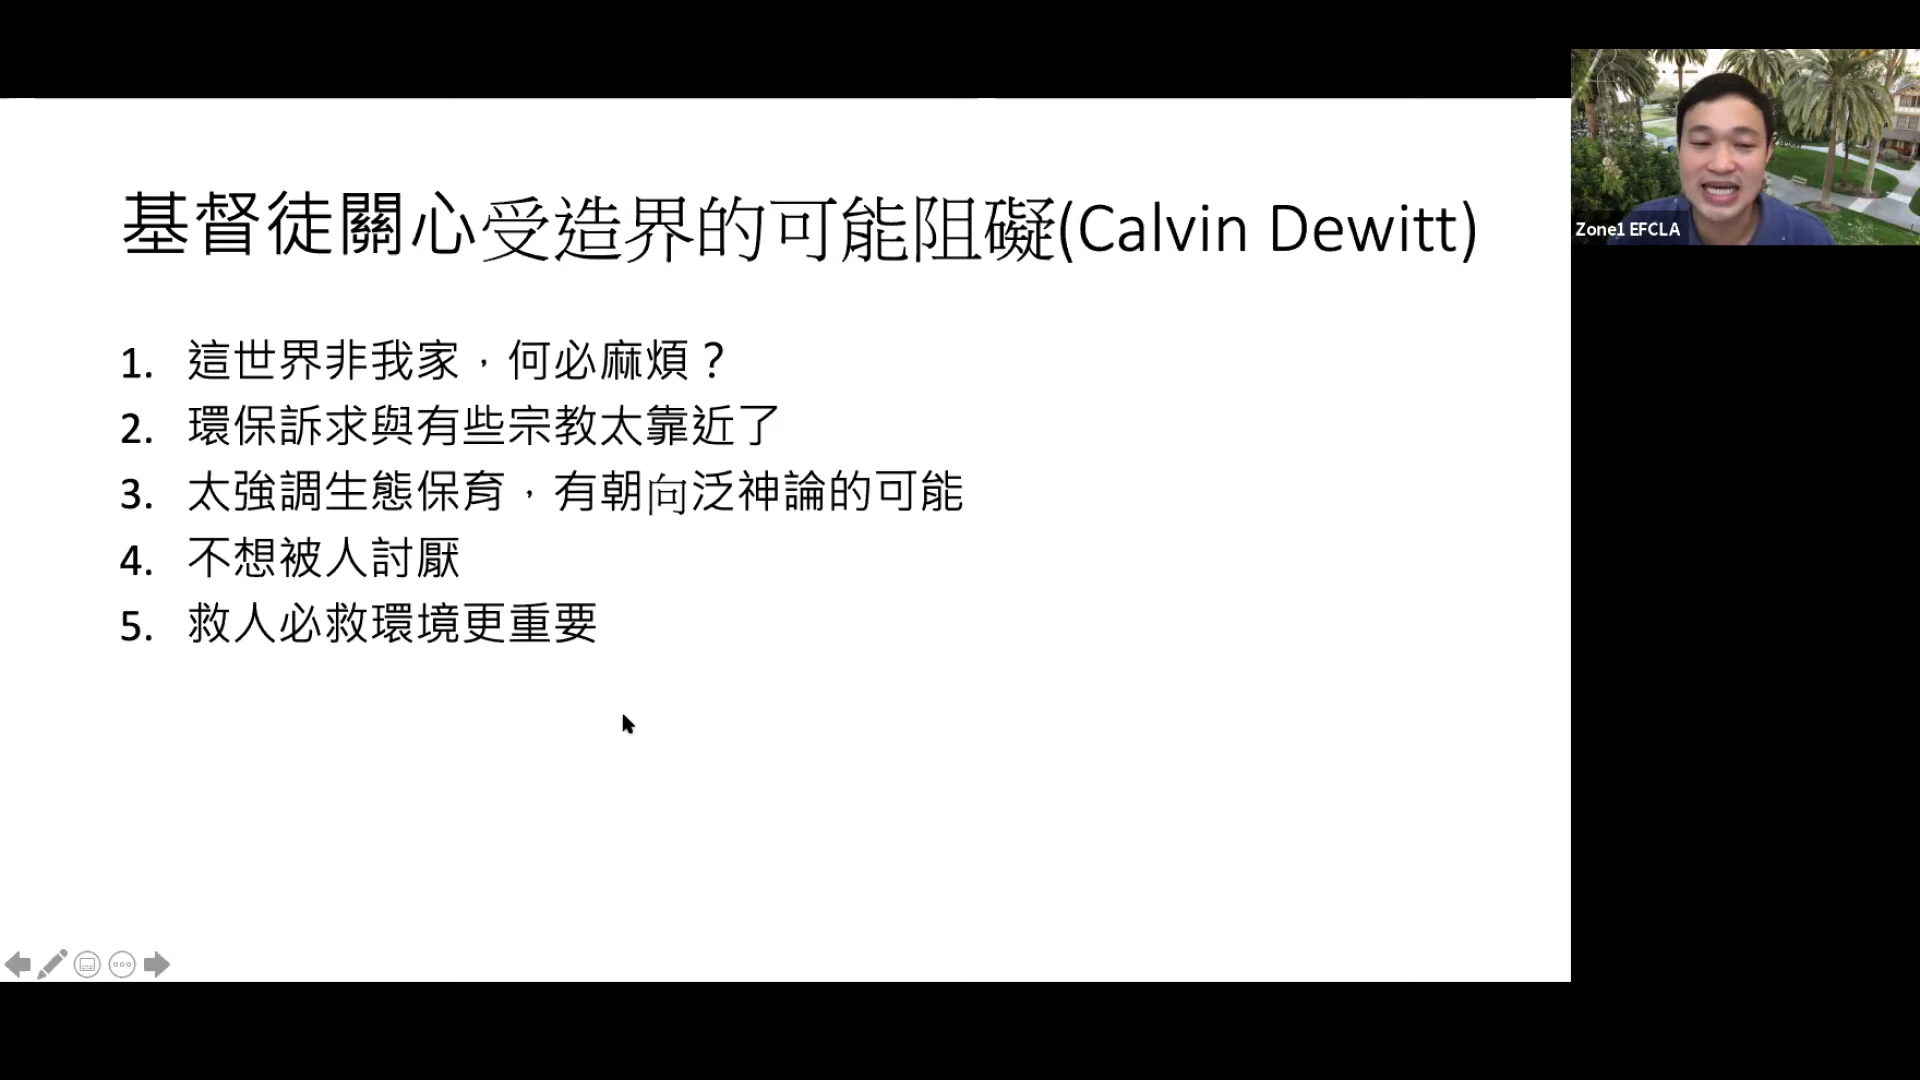 基督徒關心受造界的可能阻礙(Calvin Dewitt)
1. 這世界非我家，何必麻煩？
2. 環保訴求與有些宗教太靠近了
3. 太強調生態保育，有朝向泛神論的可能
4. 不想被人討厭
5. 救人必救環境更重要
Zone1 EFCLA